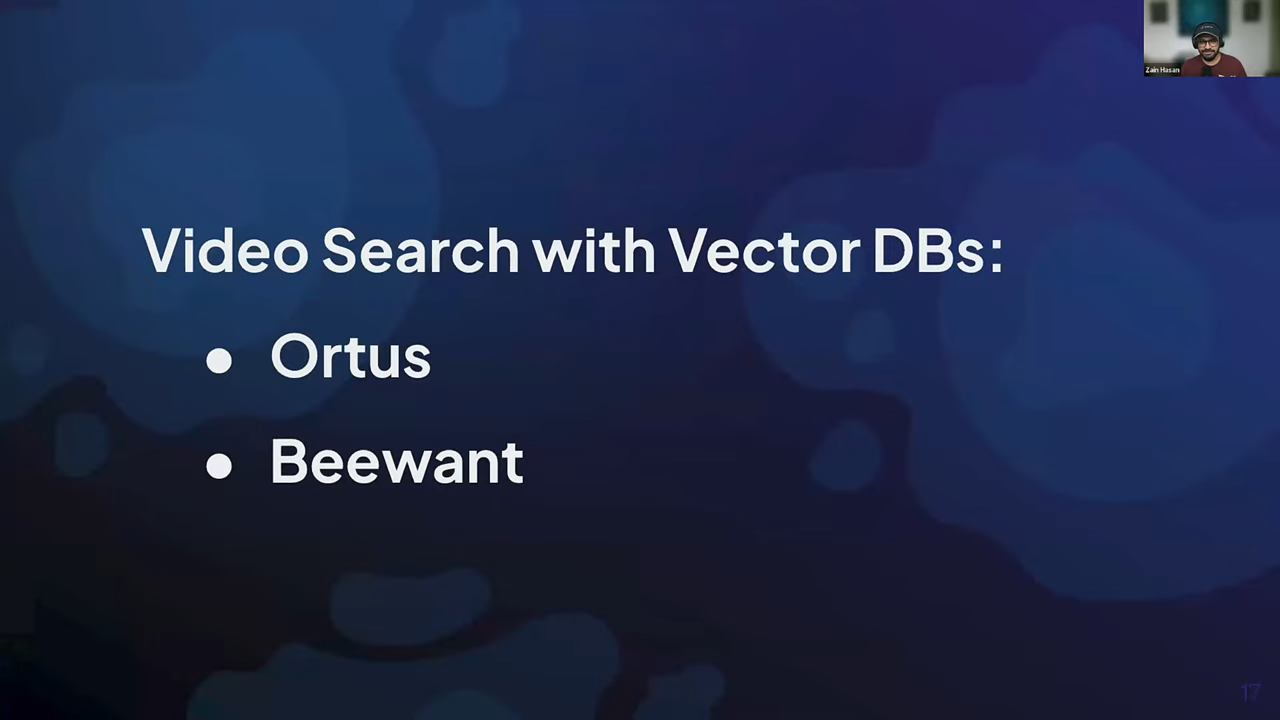 Zain Hasan
Video Search with Vector DBs:
● Ortus
● Beewant
17